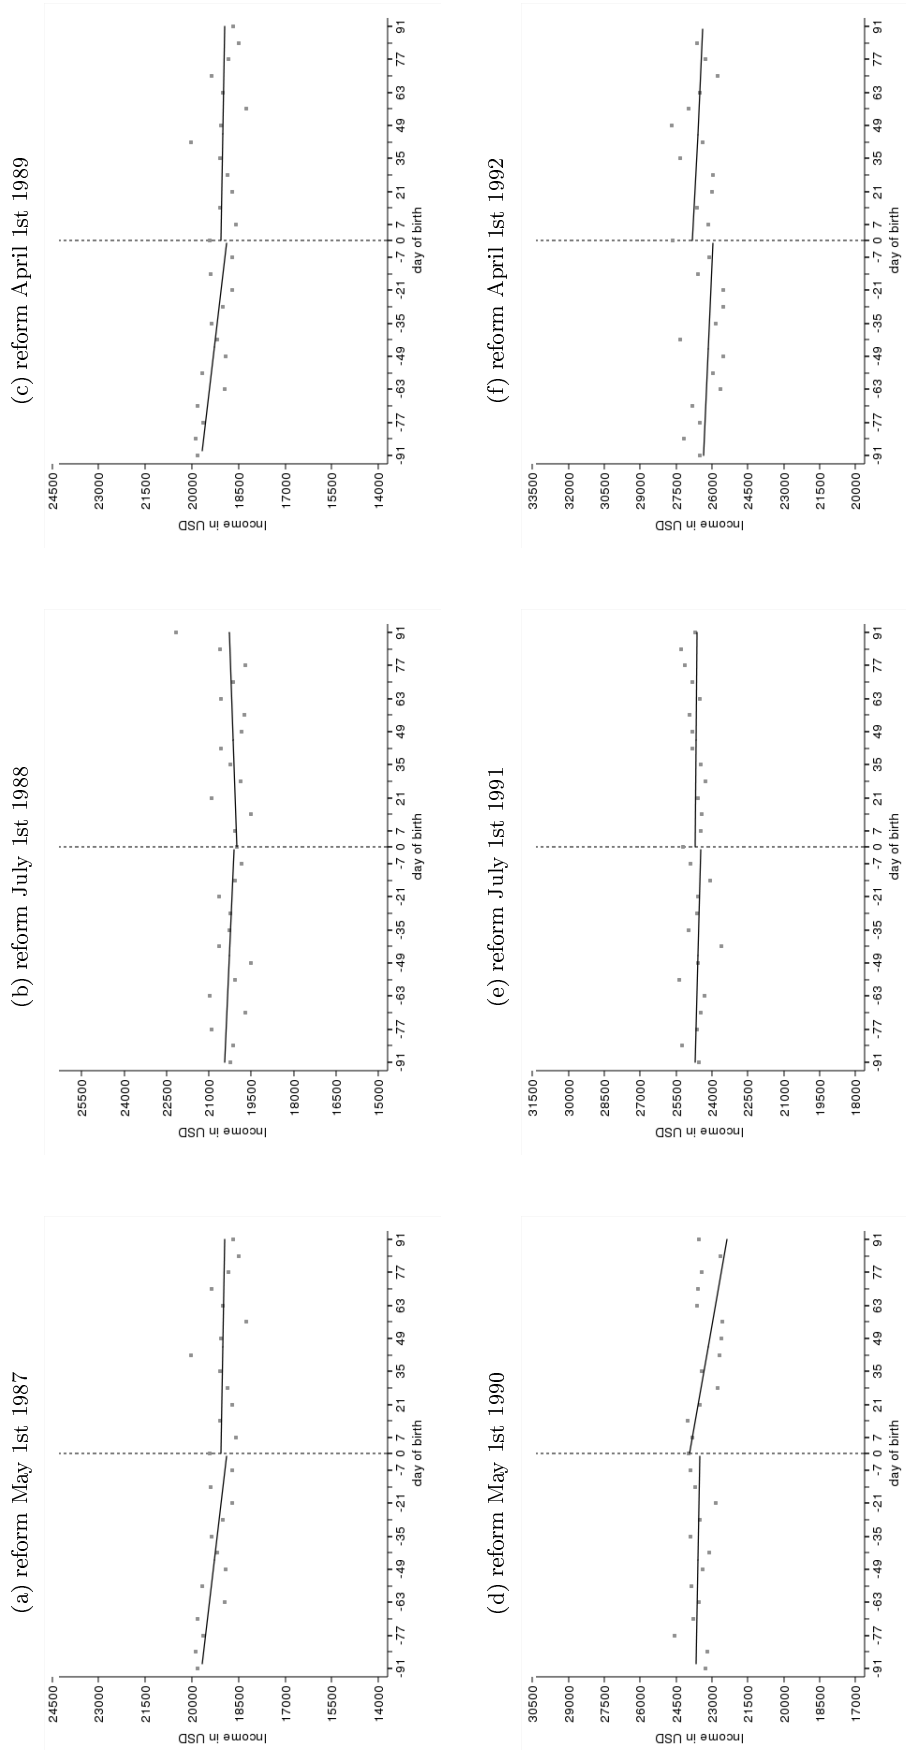 (a) reform May 1st 1987
24500
23000
21500
20000
18500
17000
15500
14000
Income in USD
-91 -77 -63 -49 -35 -21 -7 0 7 21 35 49 63 77 91
day of birth
(b) reform July 1st 1988
25500
24000
22500
21000
19500
18000
16500
15000
Income in USD
-91 -77 -63 -49 -35 -21 -7 0 7 21 35 49 63 77 91
day of birth
(c) reform April 1st 1989
24500
23000
21500
20000
18500
17000
15500
14000
Income in USD
-91 -77 -63 -49 -35 -21 -7 0 7 21 35 49 63 77 91
day of birth
(d) reform May 1st 1990
30500
29000
27500
26000
24500
23000
21500
20000
18500
17000
Income in USD
-91 -77 -63 -49 -35 -21 -7 0 7 21 35 49 63 77 91
day of birth
(e) reform July 1st 1991
31500
30000
28500
27000
25500
24000
22500
21000
19500
18000
Income in USD
-91 -77 -63 -49 -35 -21 -7 0 7 21 35 49 63 77 91
day of birth
(f) reform April 1st 1992
33500
32000
30500
29000
27500
26000
24500
23000
21500
20000
Income in USD
-91 -77 -63 -49 -35 -21 -7 0 7 21 35 49 63 77 91
day of birth